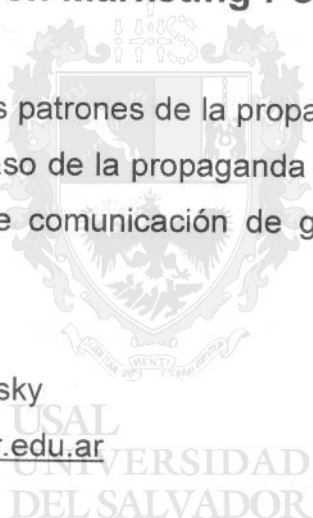 s patrones de la propa
so de la propaganda
e comunicación de g
sky
r.edu.ar
USAL
UNIVERSIDAD
DEL SALVADOR